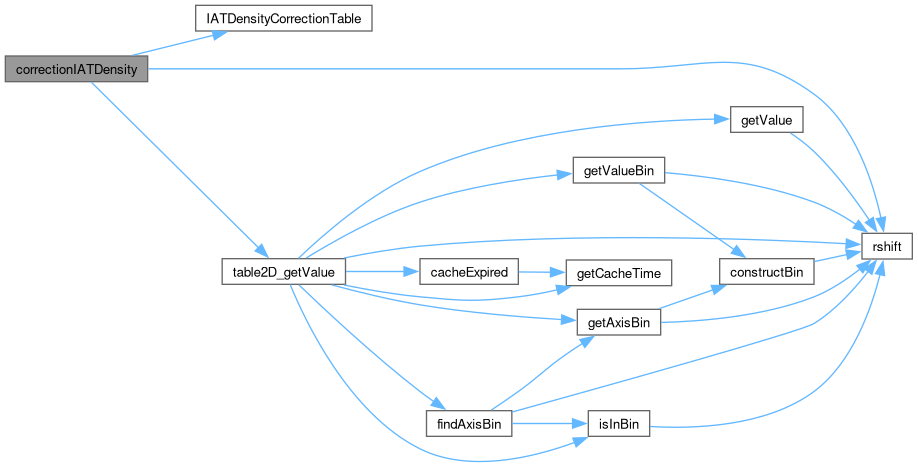 IATDensityCorrectionTable
correctionIATDensity
getValue
getValueBin
rshift
table2D_getValue
cacheExpired
getCacheTime
constructBin
getAxisBin
findAxisBin
isInBin